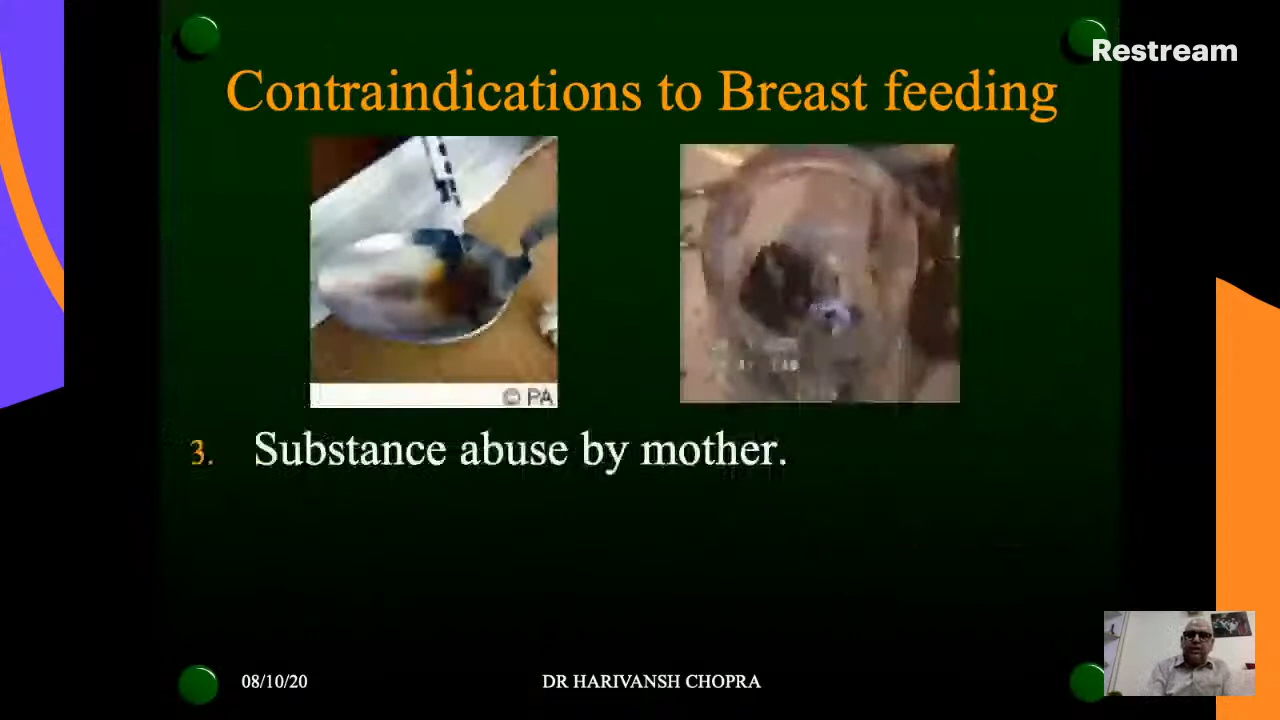 Restream
Contraindications to Breast feeding
© PA
3. Substance abuse by mother.
08/10/20
DR HARIVANSH CHOPRA